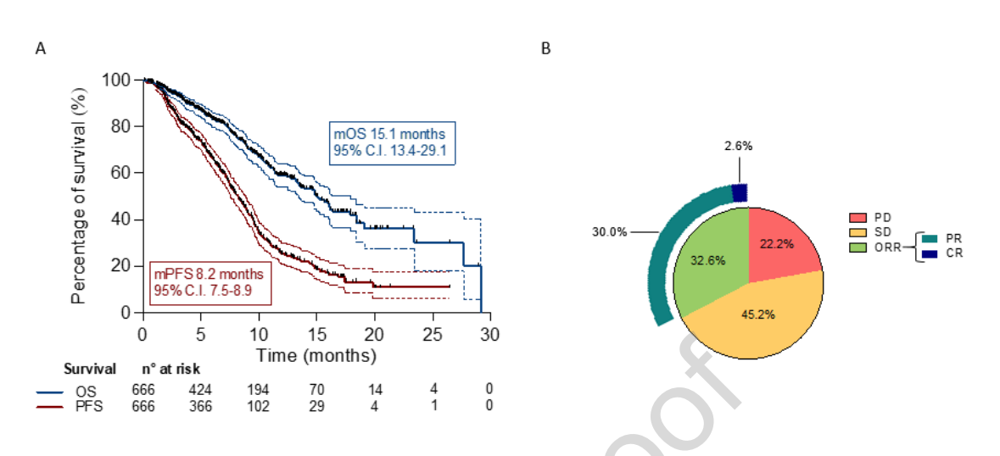 A
B
Percentage of survival (%)
100
80
60
40
20
0
mOS 15.1 months
95% C.I. 13.4-29.1
mPFS 8.2 months
95% C.I. 7.5-8.9
0 5 10 15 20 25 30
Time (months)
Survival n° at risk
OS 666 424 194 70 14 4 0
PFS 666 366 102 29 4 1 0
2.6%
30.0%
32.6%
22.2%
45.2%
PD
SD
ORR
PR
CR
oof